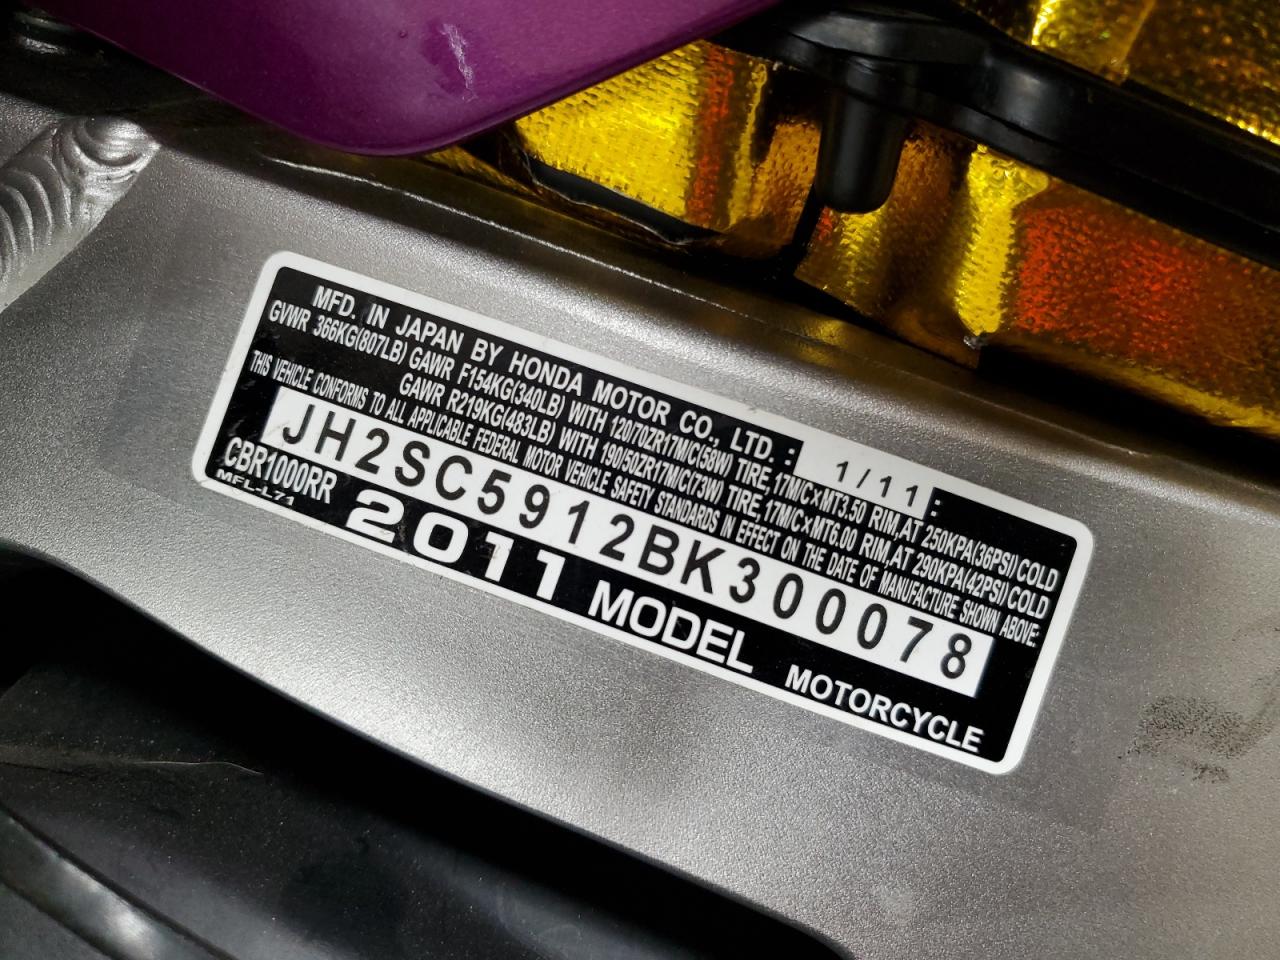 MFD. IN JAPAN BY HONDA MOTOR CO., LTD. : 1/11 :
GVWR 366KG(807LB) GAWR F154KG(340LB) WITH 120/70ZR17M/C(58W) TIRE,17M/C×MT3.50 RIM,AT 250KPA(36PSI)COLD
GAWR R219KG(483LB) WITH 190/50ZR17M/C(73W) TIRE,17M/C×MT6.00 RIM,AT 290KPA(42PSI)COLD
THIS VEHICLE CONFORMS TO ALL APPLICABLE FEDERAL MOTOR VEHICLE SAFETY STANDARDS IN EFFECT ON THE DATE OF MANUFACTURE SHOWN ABOVE:
JH2SC5912BK300078
CBR1000RR
MFL-L71
2011 MODEL MOTORCYCLE